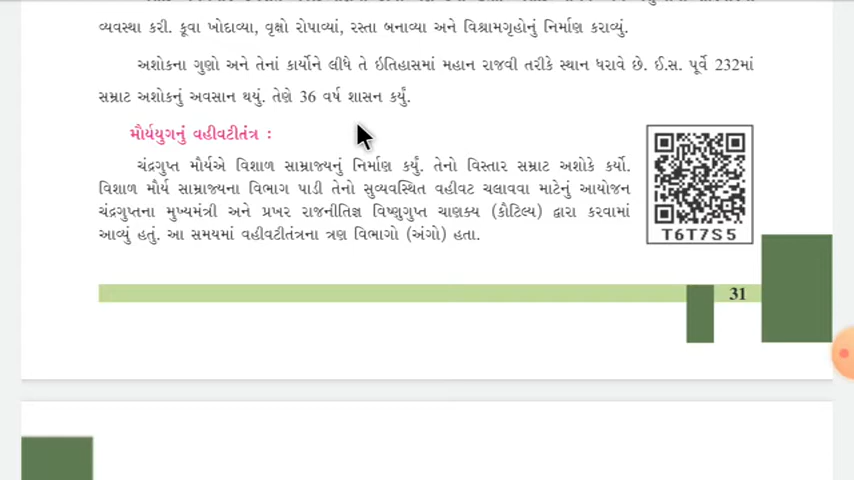 વ્યવસ્થા કરી. કૂવા ખોદાવ્યા, વૃક્ષો રોપાવ્યાં, રસ્તા બનાવ્યા અને વિશ્રામગૃહોનું નિર્માણ કરાવ્યું.
અશોકના ગુણો અને તેનાં કાર્યોને લીધે તે ઈતિહાસમાં મહાન રાજવી તરીકે સ્થાન ધરાવે છે. ઈ.સ. પૂર્વે 232માં
સમ્રાટ અશોકનું અવસાન થયું. તેણે 36 વર્ષ શાસન કર્યું.
મૌર્યયુગનું વહીવટીતંત્ર :
ચંદ્રગુપ્ત મૌર્યએ વિશાળ સામ્રાજ્યનું નિર્માણ કર્યું. તેનો વિસ્તાર સમ્રાટ અશોકે કર્યો.
વિશાળ મૌર્ય સામ્રાજ્યના વિભાગ પાડી તેનો સુવ્યવસ્થિત વહીવટ ચલાવવા માટેનું આયોજન
ચંદ્રગુપ્તના મુખ્યમંત્રી અને પ્રખર રાજનીતિજ્ઞ વિષ્ણુગુપ્ત ચાણક્ય (કૌટિલ્ય) દ્વારા કરવામાં
આવ્યું હતું. આ સમયમાં વહીવટીતંત્રના ત્રણ વિભાગો (અંગો) હતા.
T6T7S5
31